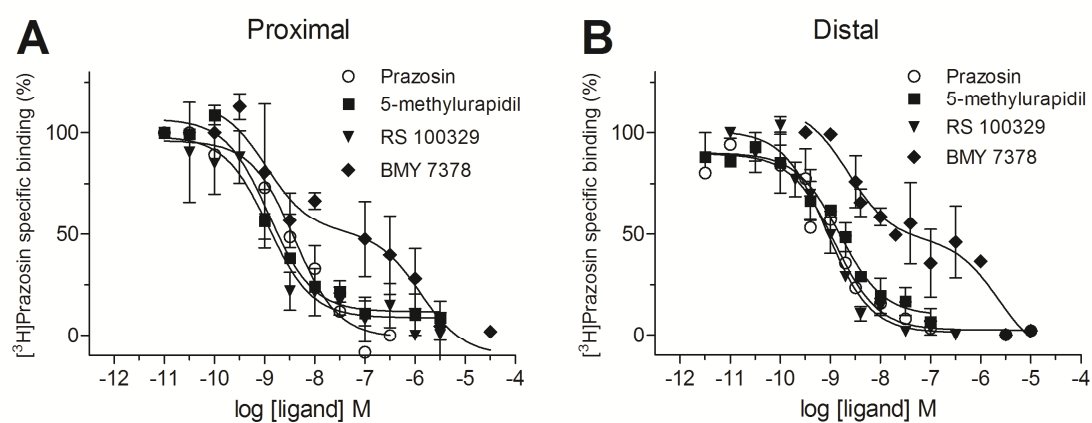 A
Proximal
[³H]Prazosin specific binding (%)
Prazosin
5-methylurapidil
RS 100329
BMY 7378
100
50
0
-12 -11 -10 -9 -8 -7 -6 -5 -4
log [ligand] M
B
Distal
[³H]Prazosin specific binding (%)
Prazosin
5-methylurapidil
RS 100329
BMY 7378
100
50
0
-12 -11 -10 -9 -8 -7 -6 -5 -4
log [ligand] M